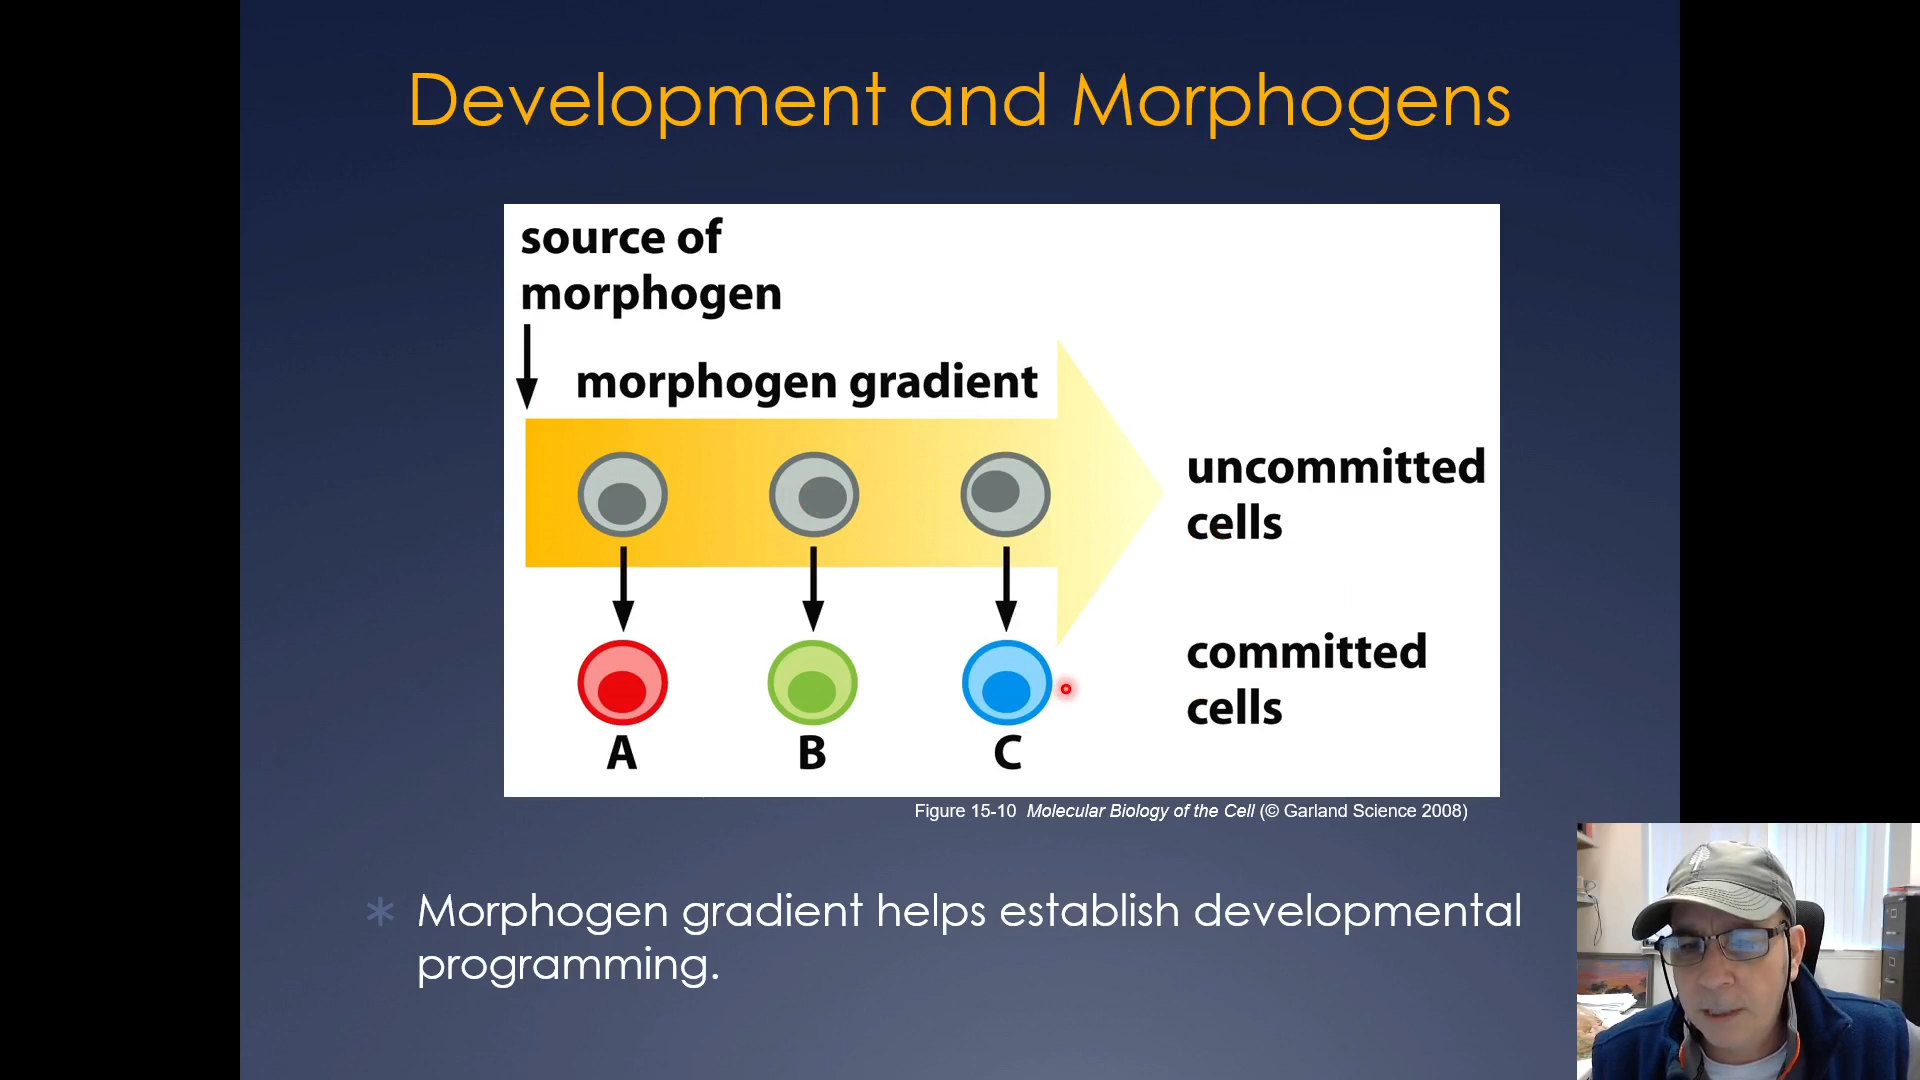 Development and Morphogens
source of
morphogen
morphogen gradient
uncommitted
cells
committed
cells
A B C
Figure 15-10 Molecular Biology of the Cell (© Garland Science 2008)
* Morphogen gradient helps establish developmental
programming.